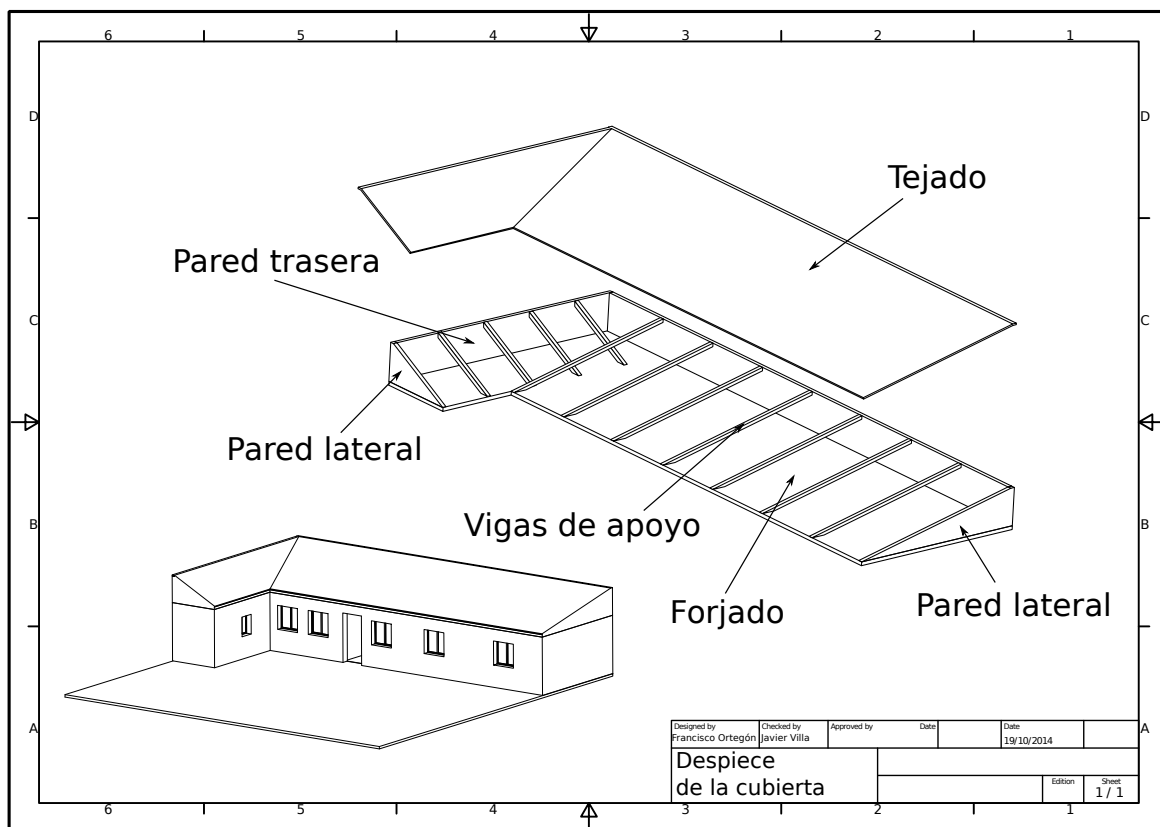 6 5 4 3 2 1
D D
Tejado
Pared trasera
C C
Pared lateral
Vigas de apoyo
B B
Forjado
Pared lateral
A A
Designed by Checked by Approved by Date Date
Francisco Ortegón Javier Villa 19/10/2014
Despiece
de la cubierta
Edition Sheet
1 / 1
6 5 4 3 2 1